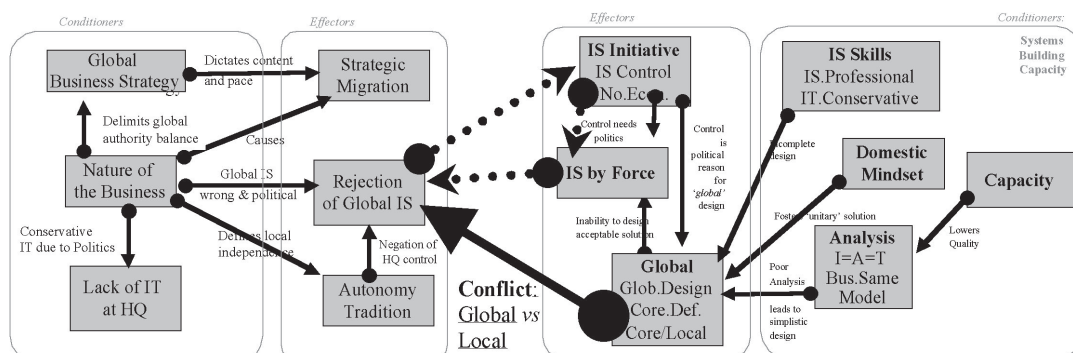 Conditioners
Effectors
Effectors
Conditioners:
Systems
Building
Capacity
Global
Business Strategy
Dictates content
and pace
Strategic
Migration
Delimits global
authority balance
Causes
Nature of
the Business
Global IS
wrong & political
Rejection
of Global IS
Conservative
IT due to Politics
Defines local
independence
Negation of
HQ control
Lack of IT
at HQ
Autonomy
Tradition
Conflict:
Global vs
Local
IS Initiative
IS Control
No.Econ.
Control needs
politics
IS by Force
Control
is
political
reason
for
'global'
design
Inability to design
acceptable solution
Global
Glob.Design
Core.Def.
Core/Local
IS Skills
IS.Professional
IT.Conservative
Incomplete
design
Domestic
Mindset
Capacity
Fosters 'unitary' solution
Lowers
Quality
Analysis
I=A=T
Bus.Same
Model
Poor
Analysis
leads to
simplistic
design